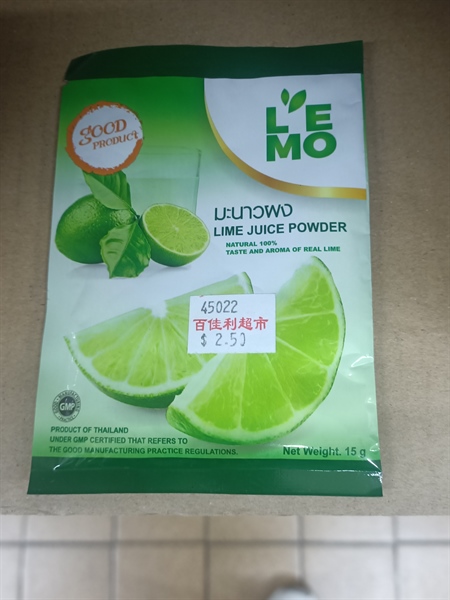 GOOD
PRODUCT
L'E
MO
มะนาวผง
LIME JUICE POWDER
NATURAL 100%
TASTE AND AROMA OF REAL LIME
45022
百佳利超市
$ 2.50
GMP
PRODUCT OF THAILAND
UNDER GMP CERTIFIED THAT REFERS TO
THE GOOD MANUFACTURING PRACTICE REGULATIONS.
Net Weight. 15 g